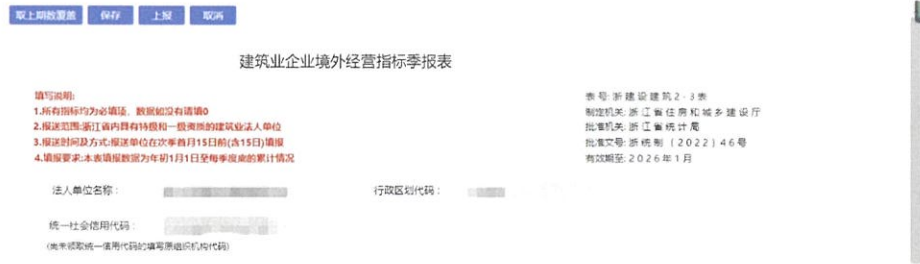 取上期数覆盖 保存 上报 取消
建筑业企业境外经营指标季报表
填写说明:
1.所有指标均为必填项，数据如没有请填0
2.报送范围:浙江省内具有特级和一级资质的建筑业法人单位
3.报送时间及方式:报送单位在次季首月15日前(含15日)填报
4.填报要求:本表填报数据为年初1月1日至每季度末的累计情况
表号:浙建设建筑2-3表
制定机关:浙江省住房和城乡建设厅
批准机关:浙江省统计局
批准文号:浙统制（2022）46号
有效期至:2026年1月
法人单位名称： 行政区划代码：
统一社会信用代码：
(尚未领取统一信用代码的填写原组织机构代码)